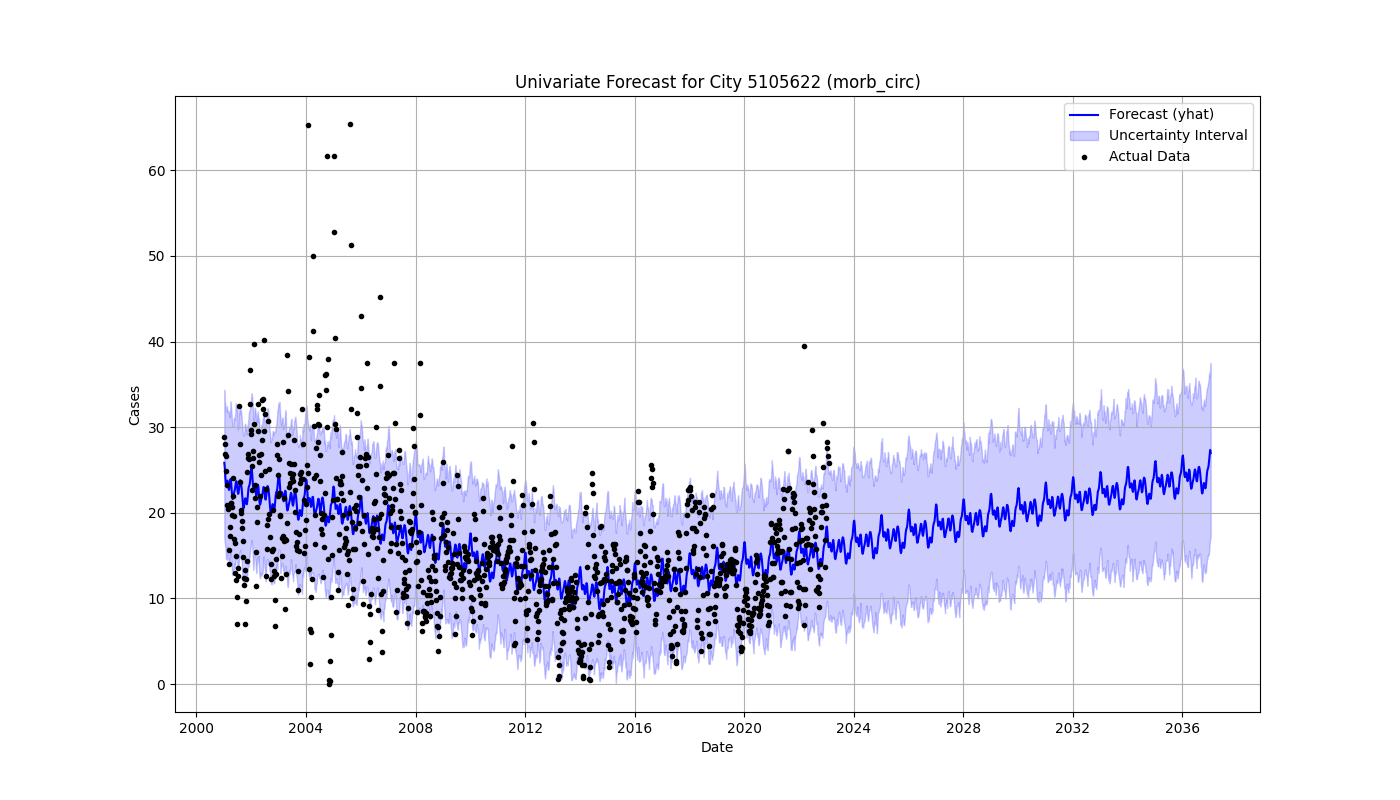 Univariate Forecast for City 5105622 (morb_circ)
Forecast (yhat)
Uncertainty Interval
Actual Data
Cases
60
50
40
30
20
10
0
2000 2004 2008 2012 2016 2020 2024 2028 2032 2036
Date